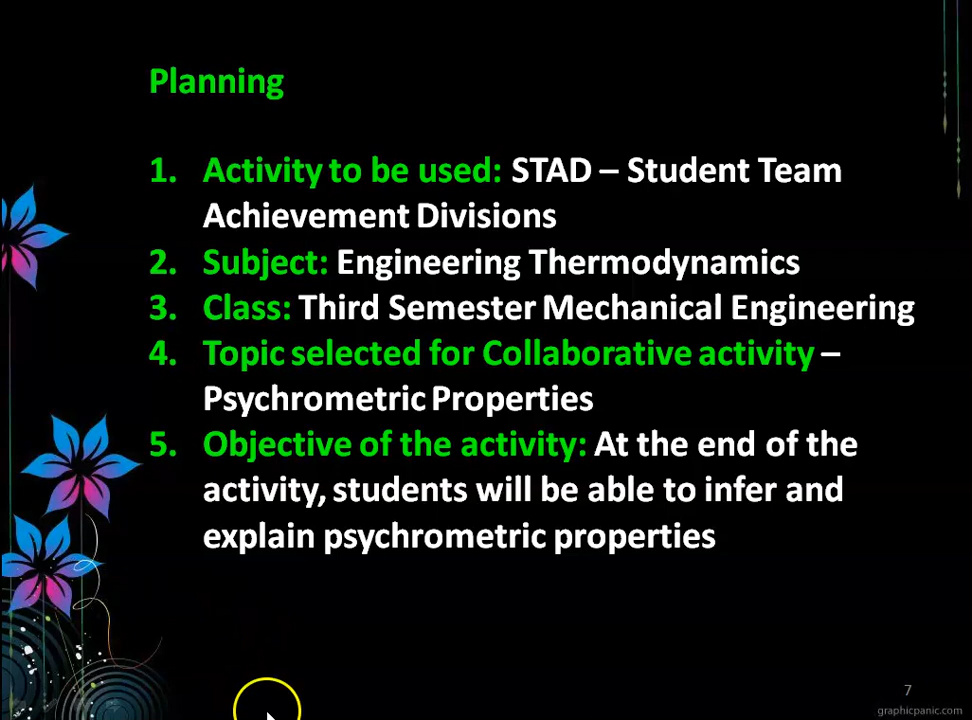 Planning
1. Activity to be used: STAD – Student Team
Achievement Divisions
2. Subject: Engineering Thermodynamics
3. Class: Third Semester Mechanical Engineering
4. Topic selected for Collaborative activity –
Psychrometric Properties
5. Objective of the activity: At the end of the
activity, students will be able to infer and
explain psychrometric properties
7
graphicpanic.com